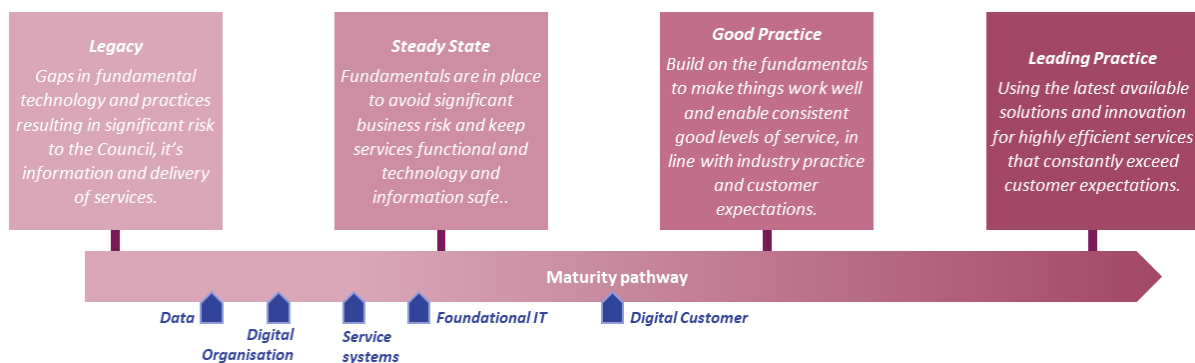 Legacy
Gaps in fundamental
technology and practices
resulting in significant risk
to the Council, it's
information and delivery
of services.
Steady State
Fundamentals are in place
to avoid significant
business risk and keep
services functional and
technology and
information safe..
Good Practice
Build on the fundamentals
to make things work well
and enable consistent
good levels of service, in
line with industry practice
and customer
expectations.
Leading Practice
Using the latest available
solutions and innovation
for highly efficient services
that constantly exceed
customer expectations.
Maturity pathway
Data
Digital
Organisation
Service
systems
Foundational IT
Digital Customer